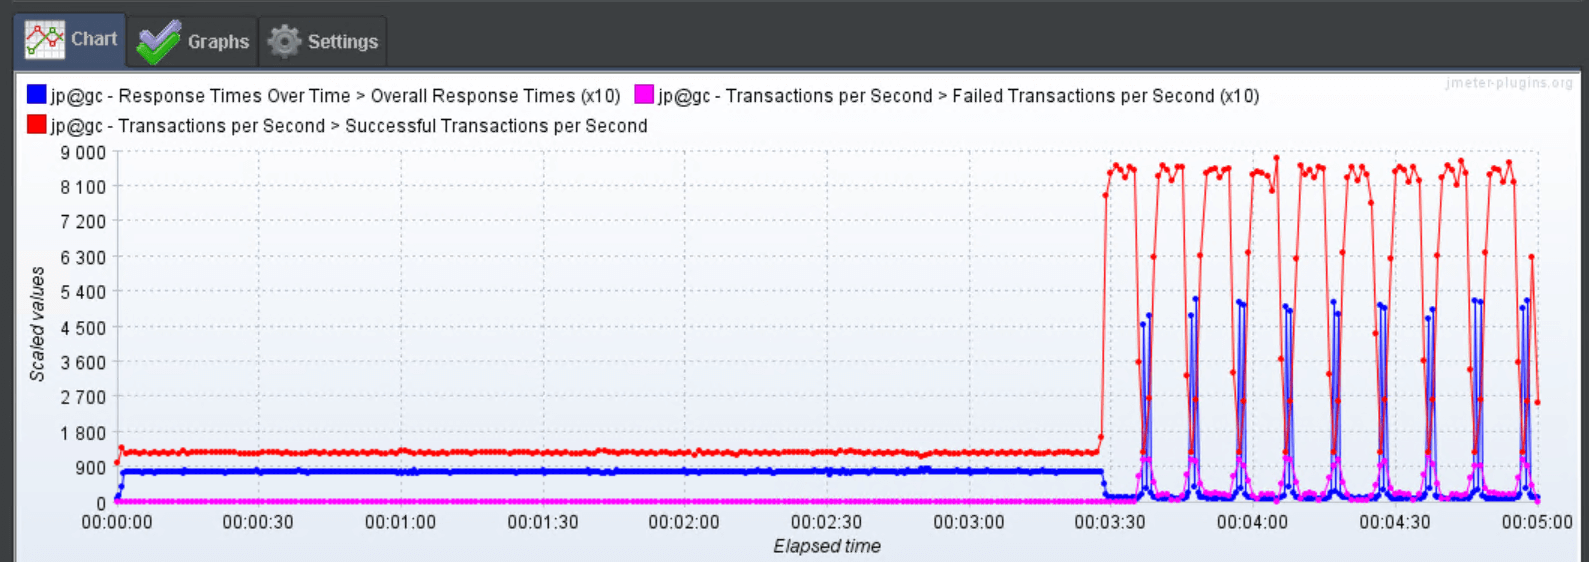 Chart Graphs Settings
jmeter-plugins.org
jp@gc - Response Times Over Time > Overall Response Times (x10) jp@gc - Transactions per Second > Failed Transactions per Second (x10)
jp@gc - Transactions per Second > Successful Transactions per Second
9 000
8 100
7 200
6 300
5 400
4 500
3 600
2 700
1 800
900
0
Scaled values
00:00:00 00:00:30 00:01:00 00:01:30 00:02:00 00:02:30 00:03:00 00:03:30 00:04:00 00:04:30 00:05:00
Elapsed time